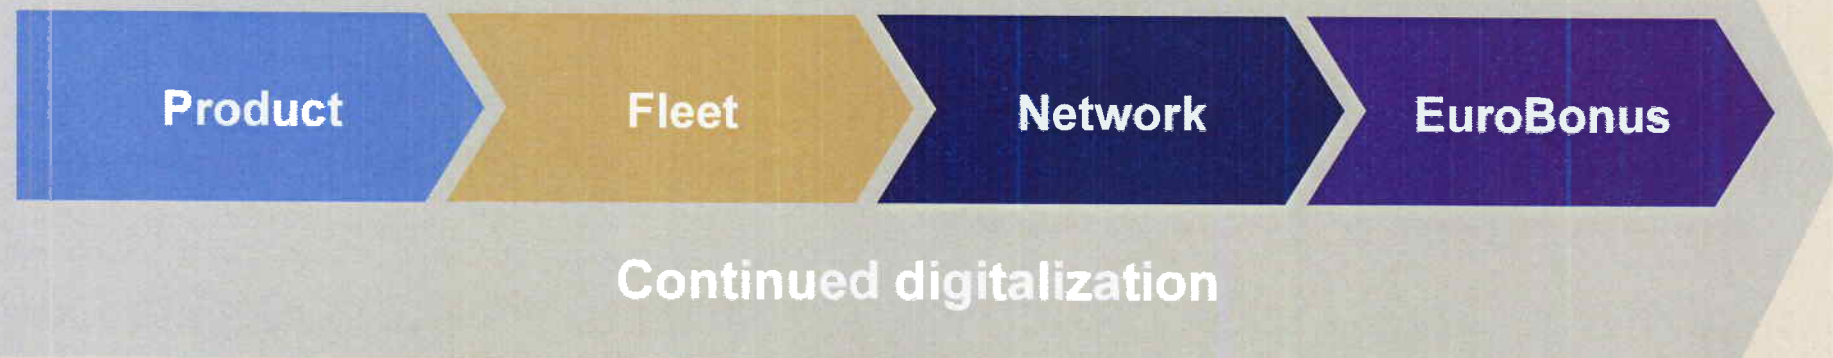 Product
Fleet
Network
EuroBonus
Continued digitalization